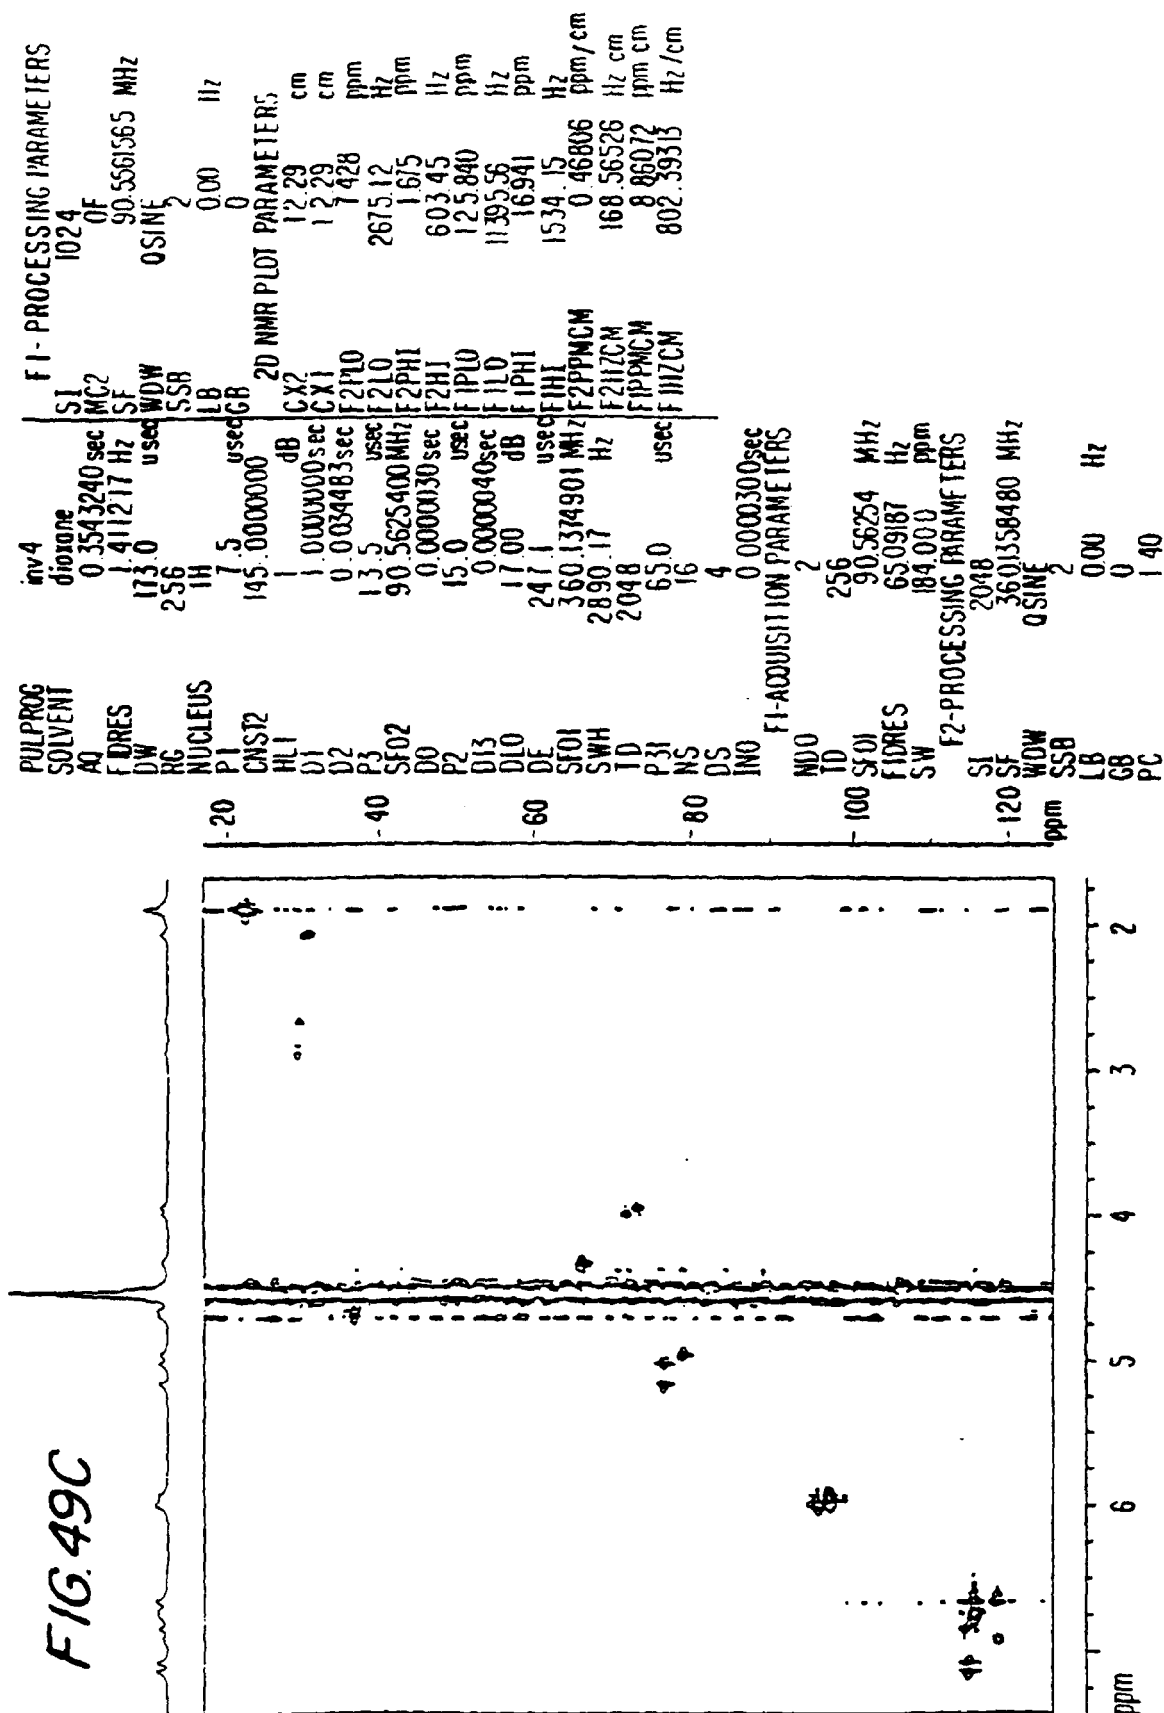 FIG. 49C
PULPROG inv4
SOLVENT dioxane
AQ 0.3543240 sec
FIDRES 1.411217 Hz
DW 173.0 usec
RG 256
NUCLEUS 1H
P1 7.5 usec
CNST2 145.0000000
HL1 1 dB
D1 1.0000000 sec
D2 0.0034483 sec
P3 13.5 usec
SFO2 90.5625400 MHz
D0 0.0000030 sec
P2 15.0 usec
D13 0.0000040 sec
DLO 17.00 dB
DE 247.1 usec
SFO1 360.1374901 MHz
SWH 2890.17 Hz
TD 2048
P31 65.0 usec
NS 16
DS 4
IN0 0.0000300 sec
F1-ACQUISITION PARAMETERS
ND0 2
TD 256
SFO1 90.56254 MHz
FIDRES 65.09187 Hz
SW 184.000 ppm
F2-PROCESSING PARAMETERS
SI 2048
SF 360.1358480 MHz
WDW QSINE
SSB 2
LB 0.00 Hz
GB 0
PC 1.40
F1-PROCESSING PARAMETERS
SI 1024
MC2 QF
SF 90.5561565 MHz
WDW QSINE
SSB 2
LB 0.00 Hz
GB 0
2D NMR PLOT PARAMETERS
CX2 12.29 cm
CX1 12.29 cm
F2PLO 7.428 ppm
F2LO 2675.12 Hz
F2PHI 1.675 ppm
F2HI 603.45 Hz
F1PLO 125.840 ppm
F1LO 11395.56 Hz
F1PHI 16.941 ppm
F1HI 1534.15 Hz
F2PPMCM 0.46806 ppm/cm
F2HZCM 168.56526 Hz cm
F1PPMCM 8.86072 ppm cm
F1HZCM 802.39313 Hz/cm
20
40
60
80
100
120
ppm
ppm 6 5 4 3 2